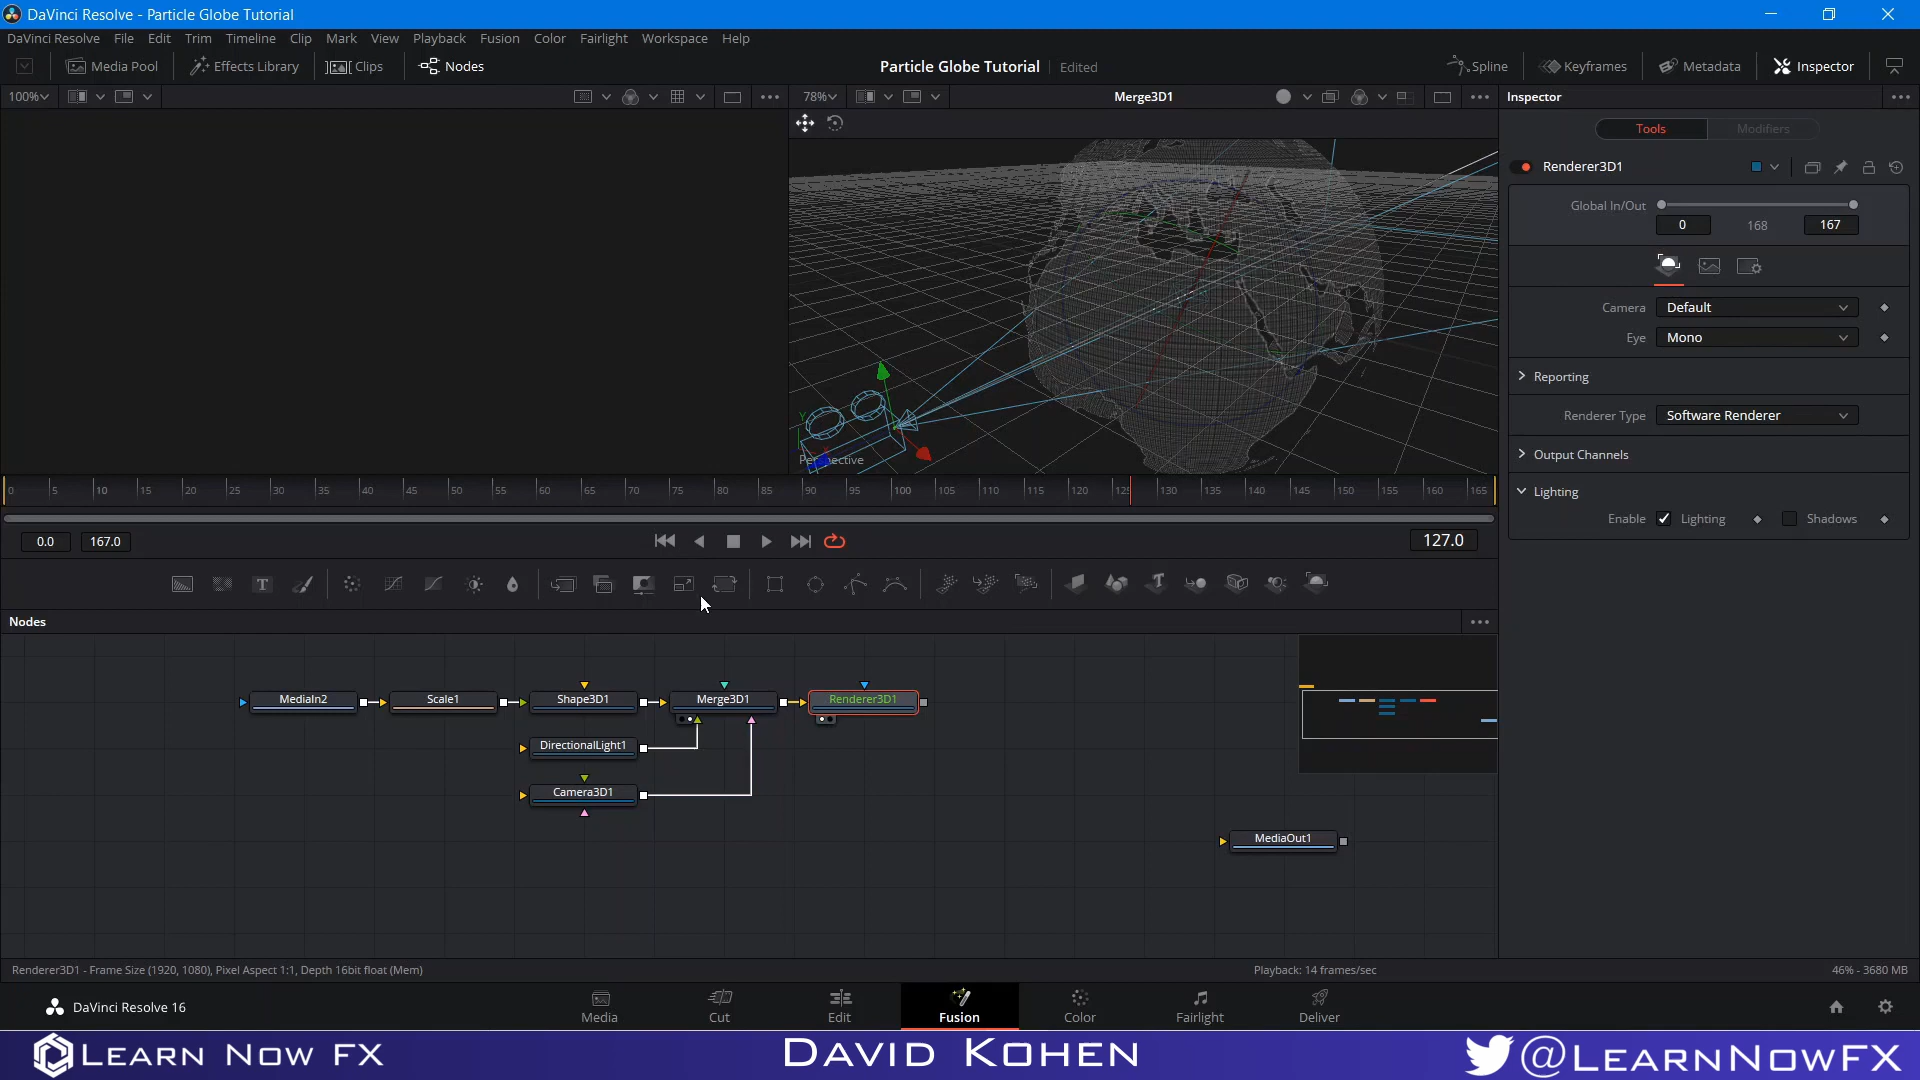 DaVinci Resolve - Particle Globe Tutorial
DaVinci Resolve File Edit Trim Timeline Clip Mark View Playback Fusion Color Fairlight Workspace Help
Media Pool Effects Library Clips Nodes Particle Globe Tutorial Edited Spline Keyframes Metadata Inspector
100% 78% Merge3D1 Inspector
Tools Modifiers
Renderer3D1
Global In/Out
0 168 167
Camera Default
Eye Mono
Reporting
Renderer Type Software Renderer
Output Channels
Lighting
Enable Lighting Shadows
Y
Perspective
0 5 10 15 20 25 30 35 40 45 50 55 60 65 70 75 80 85 90 95 100 105 110 115 120 125 130 135 140 145 150 155 160 165
0.0 167.0 127.0
T T
Nodes
MediaIn2 Scale1 Shape3D1 Merge3D1 Renderer3D1
DirectionalLight1
Camera3D1
MediaOut1
Renderer3D1 - Frame Size (1920, 1080), Pixel Aspect 1:1, Depth 16bit float (Mem) Playback: 14 frames/sec 46% - 3680 MB
DaVinci Resolve 16 Media Cut Edit Fusion Color Fairlight Deliver
Learn Now FX David Kohen @LearnNowFX